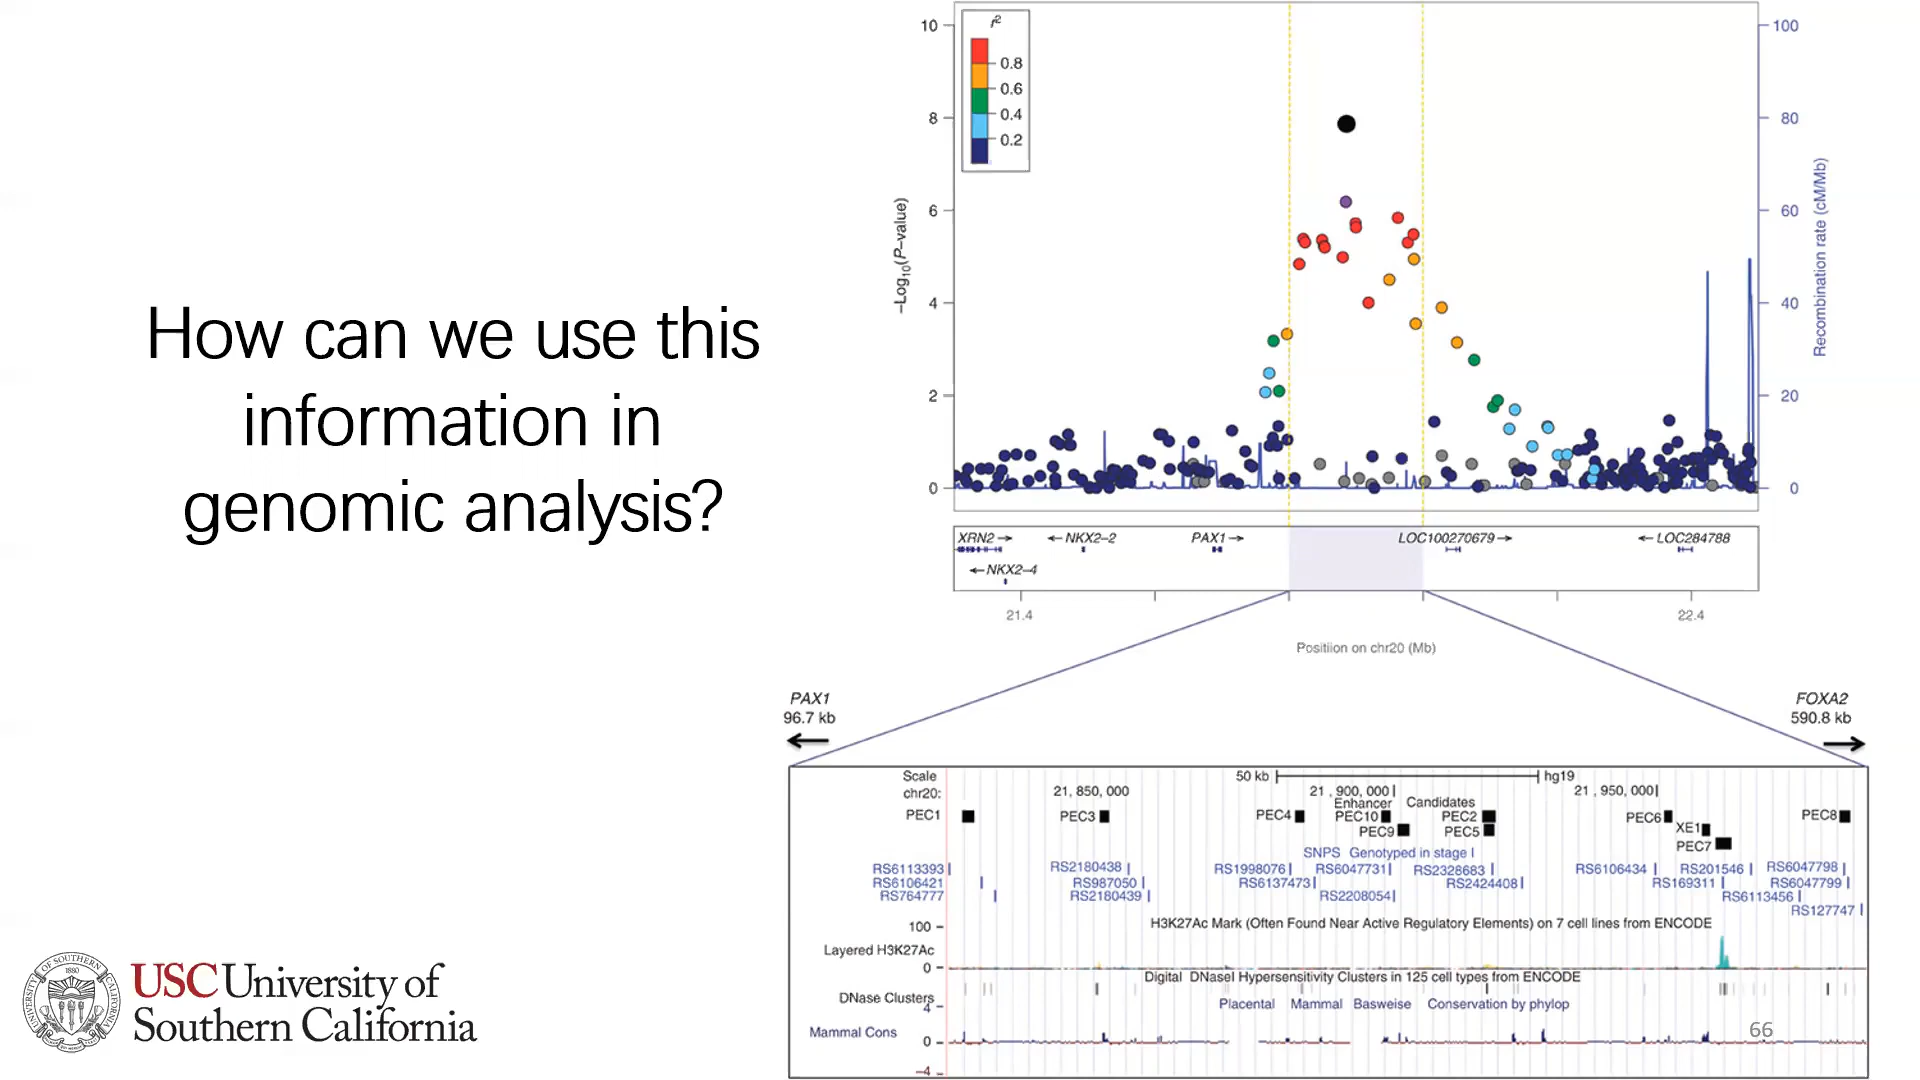 How can we use this
information in
genomic analysis?
r2
0.8
0.6
0.4
0.2
10
8
6
4
2
0
–Log10(P–value)
100
80
60
40
20
0
Recombination rate (cM/Mb)
XRN2
NKX2–2
PAX1
LOC100270679
LOC284788
NKX2–4
21.4
22.4
Positiion on chr20 (Mb)
PAX1
96.7 kb
FOXA2
590.8 kb
Scale
50 kb
hg19
chr20:
21, 850, 000
21, 900, 000
21, 950, 000
Enhancer Candidates
PEC1
PEC3
PEC4
PEC10
PEC2
PEC6
PEC8
PEC9
PEC5
XE1
PEC7
SNPS Genotyped in stage I
RS6113393
RS2180438
RS1998076
RS6047731
RS2328683
RS6106434
RS201546
RS6047798
RS6106421
RS987050
RS6137473
RS2424408
RS169311
RS6047799
RS764777
RS2180439
RS2208054
RS6113456
RS127747
H3K27Ac Mark (Often Found Near Active Regulatory Elements) on 7 cell lines from ENCODE
100
Layered H3K27Ac
0
Digital DNaseI Hypersensitivity Clusters in 125 cell types from ENCODE
DNase Clusters
Placental Mammal Basweise Conservation by phylop
4
Mammal Cons
0
–4
66
USC University of
Southern California